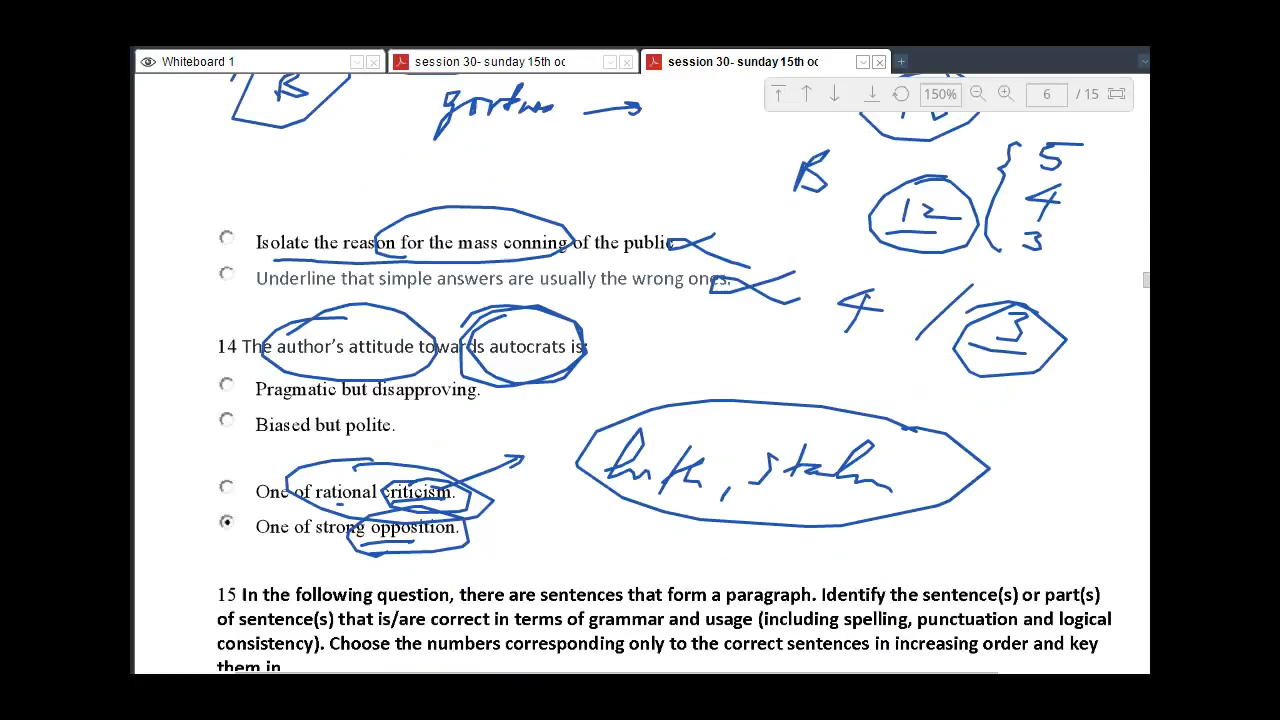 Whiteboard 1
session 30- sunday 15th oc
session 30- sunday 15th oc
150%
6 / 15
B
B
12
5
4
3
Isolate the reason for the mass conning of the public
Underline that simple answers are usually the wrong ones.
4 / 3
14 The author's attitude towards autocrats is:
Pragmatic but disapproving.
Biased but polite.
One of rational criticism.
One of strong opposition.
15 In the following question, there are sentences that form a paragraph. Identify the sentence(s) or part(s)
of sentence(s) that is/are correct in terms of grammar and usage (including spelling, punctuation and logical
consistency). Choose the numbers corresponding only to the correct sentences in increasing order and key
them in